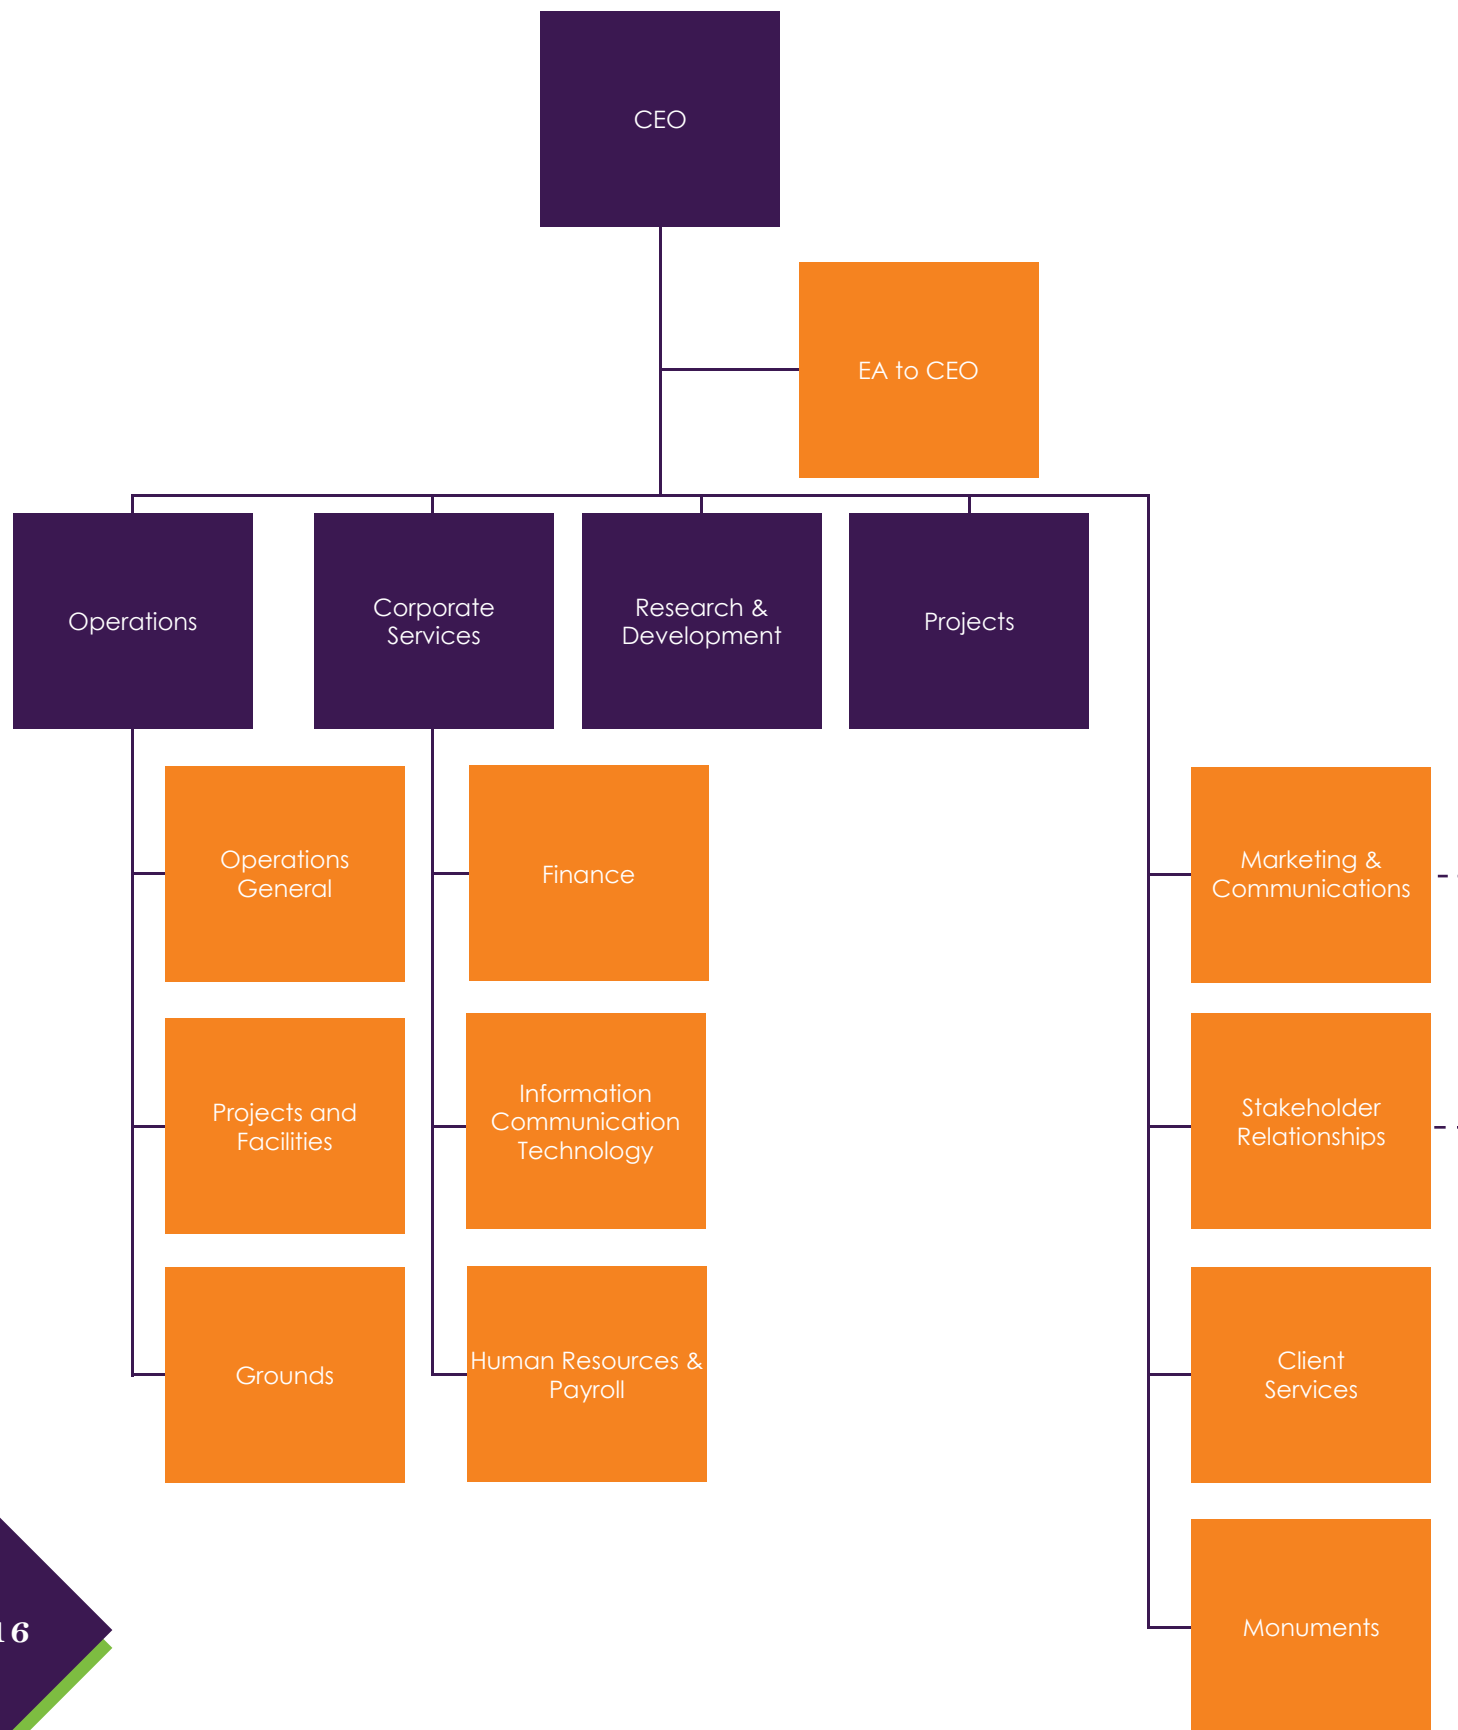 CEO
EA to CEO
Operations
Corporate
Services
Research &
Development
Projects
Operations
General
Finance
Marketing &
Communications
Projects and
Facilities
Information
Communication
Technology
Stakeholder
Relationships
Grounds
Human Resources &
Payroll
Client
Services
Monuments
16